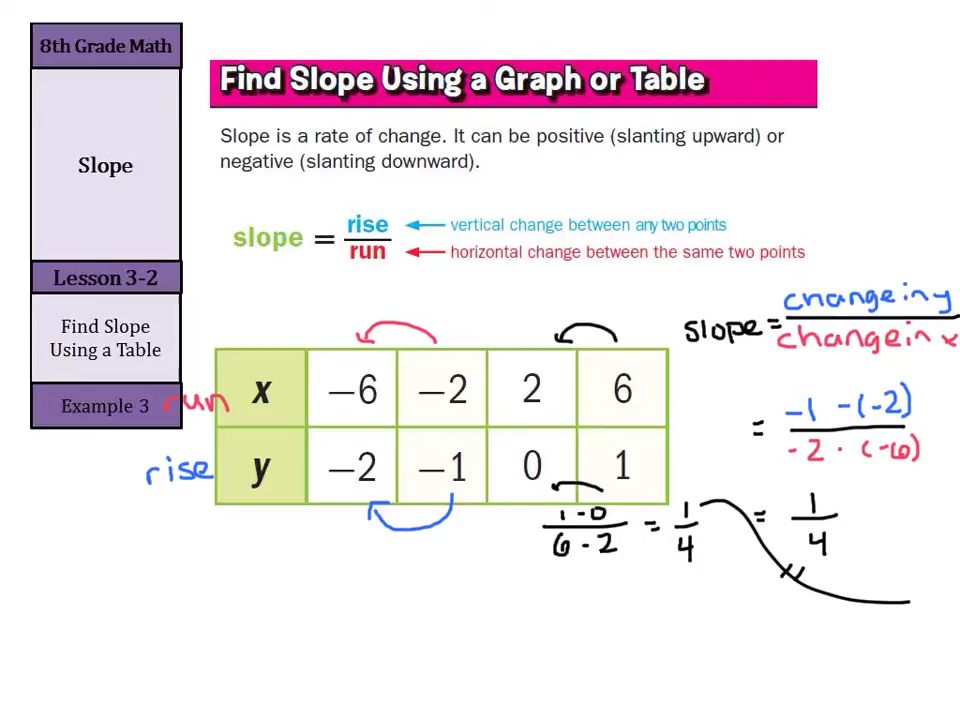 8th Grade Math
Slope
Lesson 3-2
Find Slope
Using a Table
Example 3
Find Slope Using a Graph or Table
Slope is a rate of change. It can be positive (slanting upward) or
negative (slanting downward).
slope = rise/run
vertical change between any two points
horizontal change between the same two points
slope = change in y / change in x
run
x −6 −2 2 6
rise
y −2 −1 0 1
= -1 -(-2) / -2 - (-6)
1-0 / 6-2 = 1/4
= 1/4